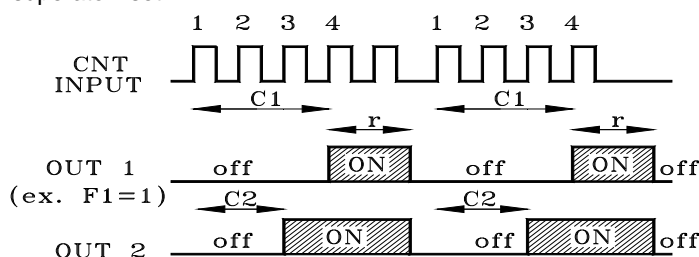 1 2 3 4 1 2 3 4
CNT
INPUT
C1 C1
r r
OUT 1 off ON off ON off
(ex. F1=1)
C2 C2
OUT 2 off ON off ON off